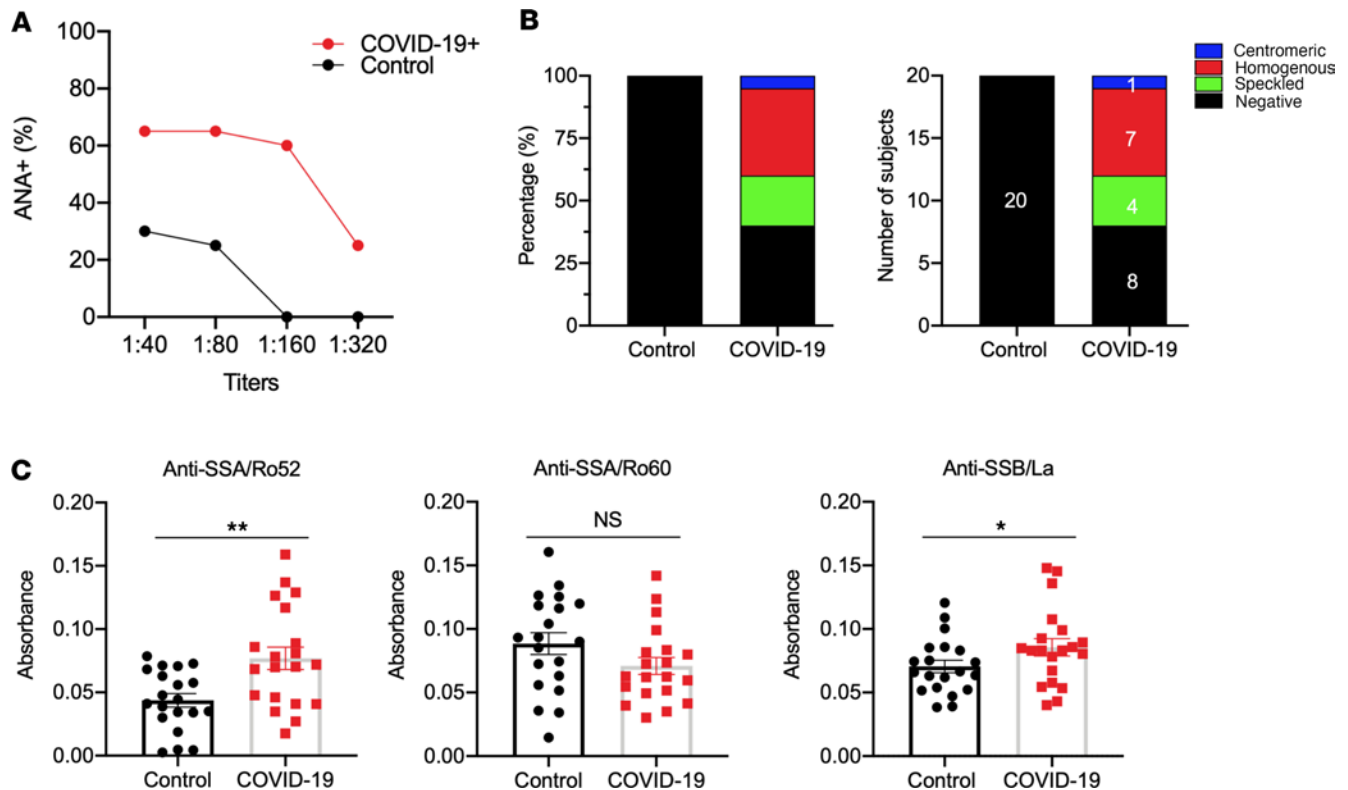 A
100
80
60
40
20
0
ANA+ (%)
1:40 1:80 1:160 1:320
Titers
COVID-19+
Control
B
100
75
50
25
0
Percentage (%)
Control COVID-19
20
15
10
5
0
Number of subjects
20
1
7
4
8
Control COVID-19
Centromeric
Homogenous
Speckled
Negative
C
Anti-SSA/Ro52
0.20
0.15
0.10
0.05
0.00
Absorbance
**
Control COVID-19
Anti-SSA/Ro60
0.20
0.15
0.10
0.05
0.00
Absorbance
NS
Control COVID-19
Anti-SSB/La
0.20
0.15
0.10
0.05
0.00
Absorbance
*
Control COVID-19